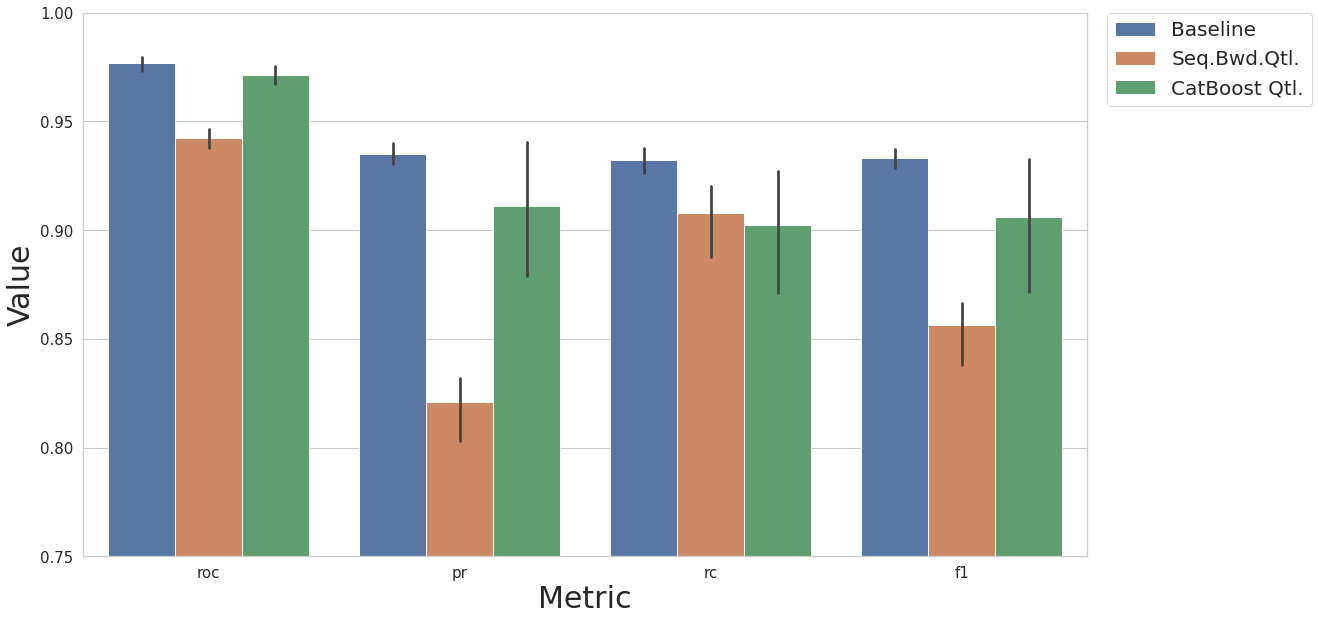 1.00
0.95
0.90
0.85
0.80
0.75
Value
roc
pr
rc
f1
Metric
Baseline
Seq.Bwd.Qtl.
CatBoost Qtl.